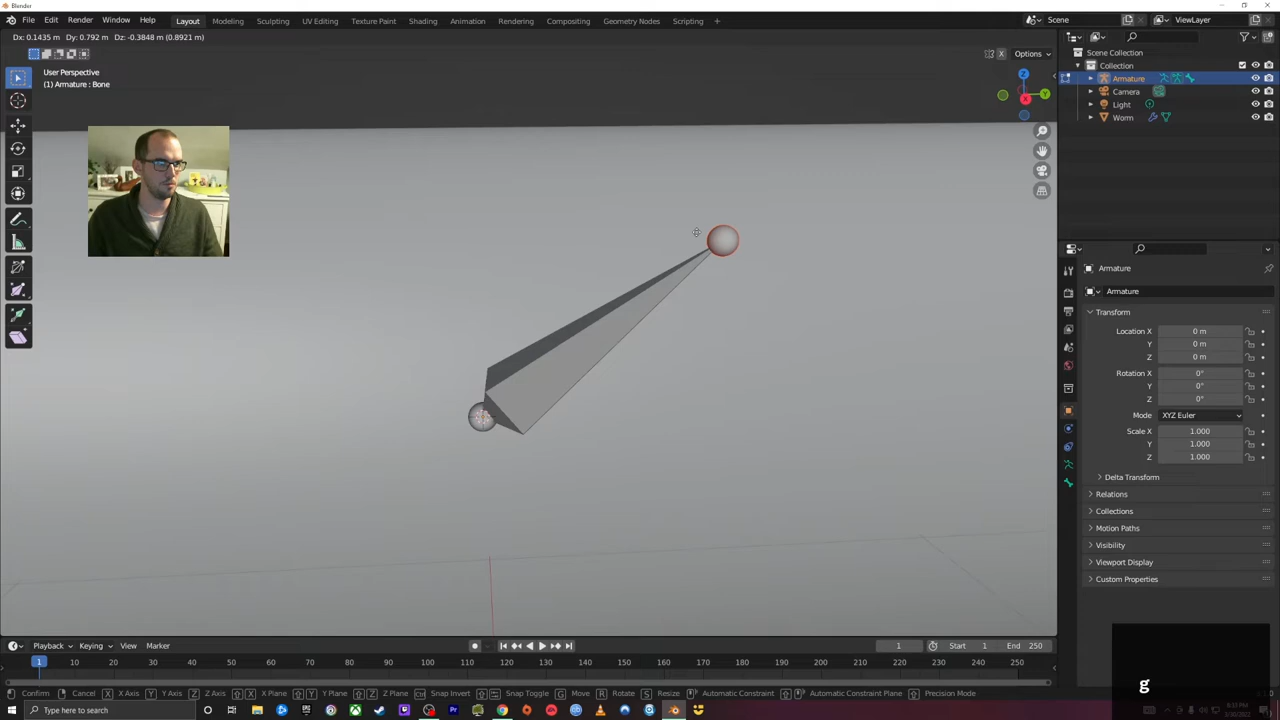 Blender
File Edit Render Window Help Layout Modeling Sculpting UV Editing Texture Paint Shading Animation Rendering Compositing Geometry Nodes Scripting + Scene ViewLayer
Dx: 0.1435 m Dy: 0.792 m Dz: -0.3848 m (0.8921 m)
X Options
User Perspective
(1) Armature : Bone
Z
Y
X
Scene Collection
Collection
Armature
Camera
Light
Worm
Armature
Armature
Transform
Location X 0 m
Y 0 m
Z 0 m
Rotation X 0°
Y 0°
Z 0°
Mode XYZ Euler
Scale X 1.000
Y 1.000
Z 1.000
Delta Transform
Relations
Collections
Motion Paths
Visibility
Viewport Display
Custom Properties
Playback Keying View Marker 1 Start 1 End 250
1 10 20 30 40 50 60 70 80 90 100 110 120 130 140 150 160 170 180 190 200 210 220 230 240 250
g
Confirm Cancel X X Axis Y Y Axis Z Z Axis X X Plane Y Y Plane Z Z Plane Snap Invert Snap Toggle G Move R Rotate S Resize Automatic Constraint Automatic Constraint Plane Precision Mode
Type here to search